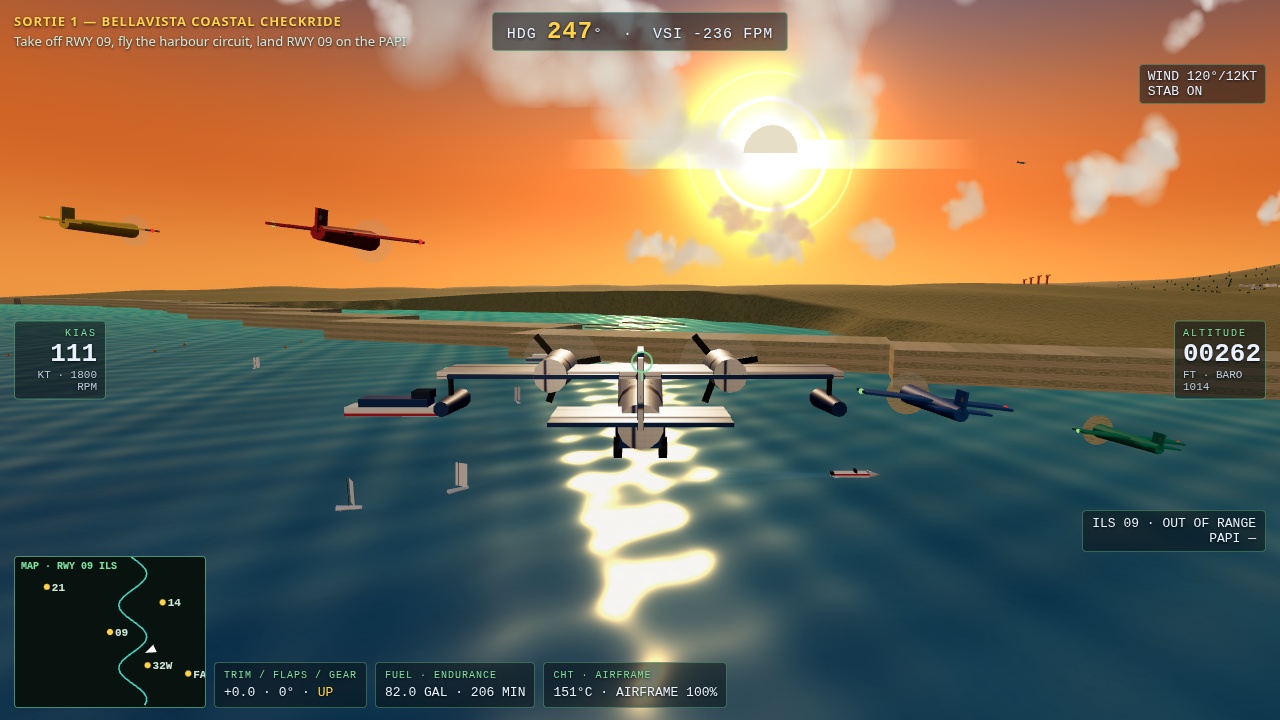 SORTIE 1 — BELLAVISTA COASTAL CHECKRIDE
Take off RWY 09, fly the harbour circuit, land RWY 09 on the PAPI
HDG 247° · VSI -236 FPM
WIND 120°/12KT
STAB ON
KIAS
111
KT · 1800
RPM
ALTITUDE
00262
FT · BARO
1014
ILS 09 · OUT OF RANGE
PAPI —
MAP · RWY 09 ILS
21
14
09
32W
FA
TRIM / FLAPS / GEAR
+0.0 · 0° · UP
FUEL · ENDURANCE
82.0 GAL · 206 MIN
CHT · AIRFRAME
151°C · AIRFRAME 100%